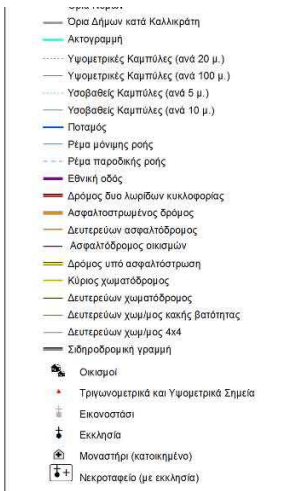 Όρια Νομών
Όρια Δήμων κατά Καλλικράτη
Ακτογραμμή
Υψομετρικές Καμπύλες (ανά 20 μ.)
Υψομετρικές Καμπύλες (ανά 100 μ.)
Υσοβαθείς Καμπύλες (ανά 5 μ.)
Υσοβαθείς Καμπύλες (ανά 10 μ.)
Ποταμός
Ρέμα μόνιμης ροής
Ρέμα παροδικής ροής
Εθνική οδός
Δρόμος δυο λωρίδων κυκλοφορίας
Ασφαλτοστρωμένος δρόμος
Δευτερεύων ασφαλτόδρομος
Ασφαλτόδρομος οικισμών
Δρόμος υπό ασφαλτόστρωση
Κύριος χωματόδρομος
Δευτερεύων χωματόδρομος
Δευτερεύων χωμ/μος κακής βατότητας
Δευτερεύων χωμ/μος 4x4
Σιδηροδρομική γραμμή
Οικισμοί
Τριγωνομετρικά και Υψομετρικά Σημεία
Εικονοστάσι
Εκκλησία
Μοναστήρι (κατοικημένο)
Νεκροταφείο (με εκκλησία)